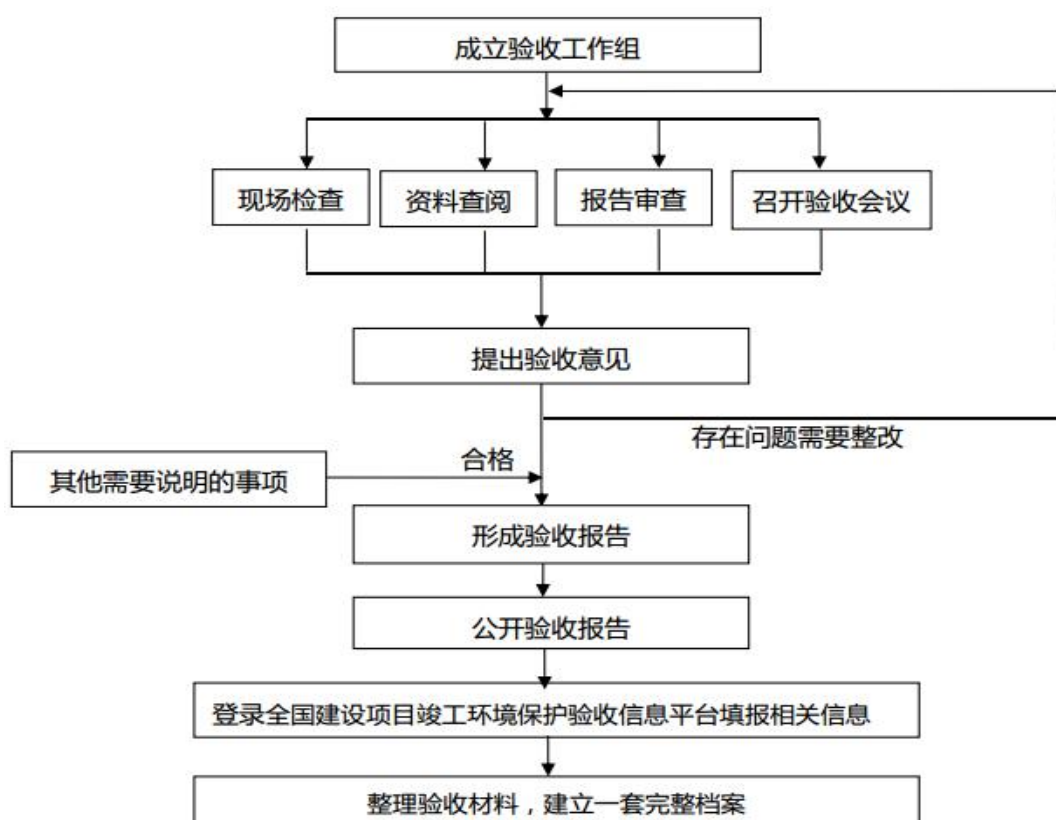 成立验收工作组
现场检查
资料查阅
报告审查
召开验收会议
提出验收意见
存在问题需要整改
合格
其他需要说明的事项
形成验收报告
公开验收报告
登录全国建设项目竣工环境保护验收信息平台填报相关信息
整理验收材料，建立一套完整档案